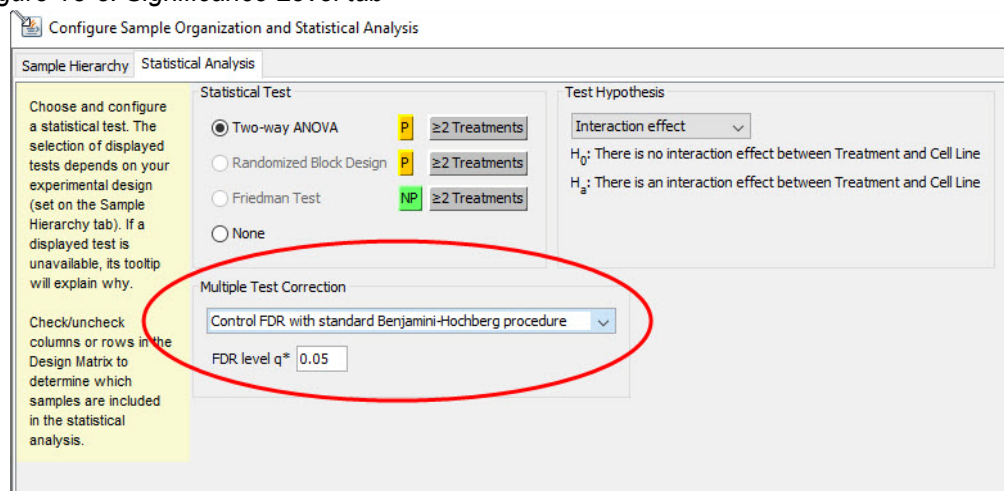 Figure 10-8. Significance Level tab
Configure Sample Organization and Statistical Analysis
Sample Hierarchy Statistical Analysis
Choose and configure
a statistical test. The
selection of displayed
tests depends on your
experimental design
(set on the Sample
Hierarchy tab). If a
displayed test is
unavailable, its tooltip
will explain why.
Check/uncheck
columns or rows in the
Design Matrix to
determine which
samples are included
in the statistical
analysis.
Statistical Test
Two-way ANOVA P ≥2 Treatments
Randomized Block Design P ≥2 Treatments
Friedman Test NP ≥2 Treatments
None
Multiple Test Correction
Control FDR with standard Benjamini-Hochberg procedure
FDR level q* 0.05
Test Hypothesis
Interaction effect
H0: There is no interaction effect between Treatment and Cell Line
Ha: There is an interaction effect between Treatment and Cell Line